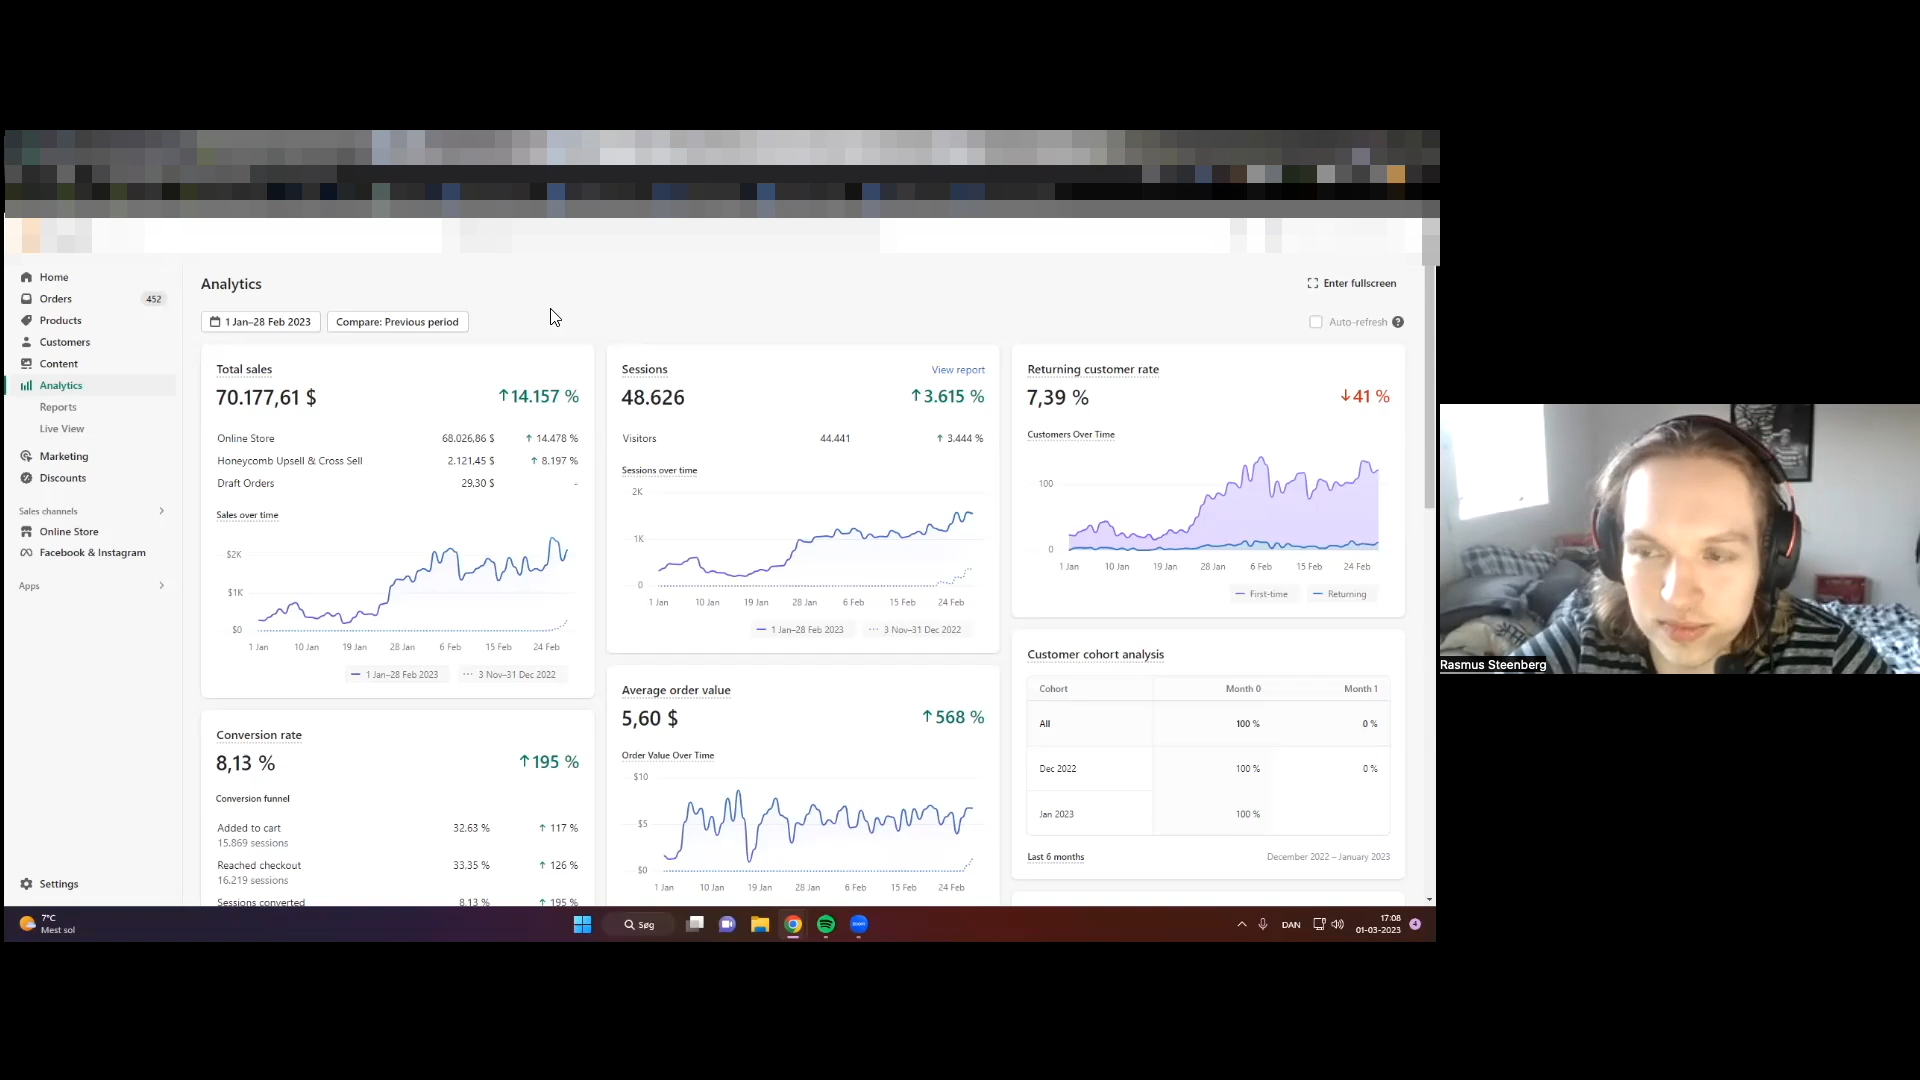 Home
Orders 452
Products
Customers
Content
Analytics
Reports
Live View
Marketing
Discounts
Sales channels
Online Store
Facebook & Instagram
Apps
Settings
Analytics
Enter fullscreen
1 Jan–28 Feb 2023
Compare: Previous period
Auto-refresh
Total sales
70.177,61 $ ↑14.157 %
Online Store 68.026,86 $ ↑ 14.478 %
Honeycomb Upsell & Cross Sell 2.121,45 $ ↑ 8.197 %
Draft Orders 29,30 $ -
Sales over time
$2K
$1K
$0
1 Jan 10 Jan 19 Jan 28 Jan 6 Feb 15 Feb 24 Feb
1 Jan–28 Feb 2023 3 Nov–31 Dec 2022
Conversion rate
8,13 % ↑195 %
Conversion funnel
Added to cart 32.63 % ↑ 117 %
15.869 sessions
Reached checkout 33,35 % ↑ 126 %
16.219 sessions
Sessions converted 8.13 % ↑ 195 %
Sessions View report
48.626 ↑3.615 %
Visitors 44.441 ↑ 3.444 %
Sessions over time
2K
1K
0
1 Jan 10 Jan 19 Jan 28 Jan 6 Feb 15 Feb 24 Feb
1 Jan–28 Feb 2023 3 Nov–31 Dec 2022
Average order value
5,60 $ ↑568 %
Order Value Over Time
$10
$5
$0
1 Jan 10 Jan 19 Jan 28 Jan 6 Feb 15 Feb 24 Feb
Returning customer rate
7,39 % ↓41 %
Customers Over Time
100
0
1 Jan 10 Jan 19 Jan 28 Jan 6 Feb 15 Feb 24 Feb
First-time Returning
Customer cohort analysis
Cohort Month 0 Month 1
All 100 % 0 %
Dec 2022 100 % 0 %
Jan 2023 100 %
Last 6 months December 2022 – January 2023
Rasmus Steenberg
7°C
Mest sol
Søg
zoom
DAN
17:08
01-03-2023
4